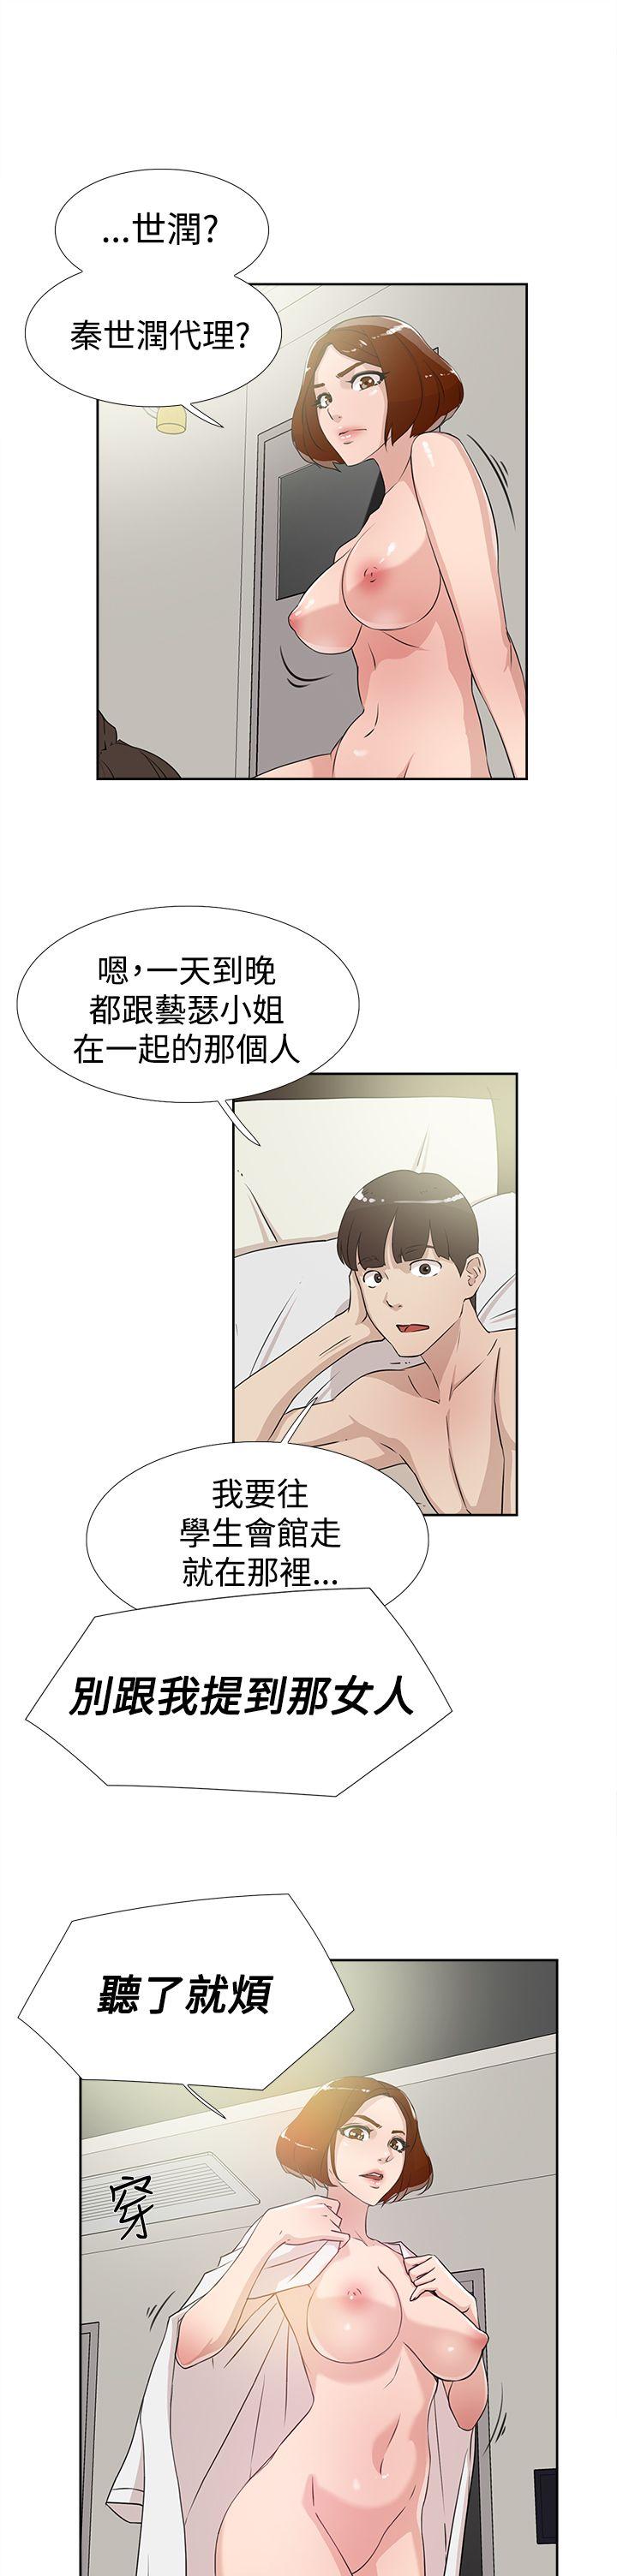 ...世潤?
秦世潤代理?
嗯，一天到晚
都跟藝瑟小姐
在一起的那個人
我要往
學生會館走
就在那裡...
別跟我提到那女人
聽了就煩
穿